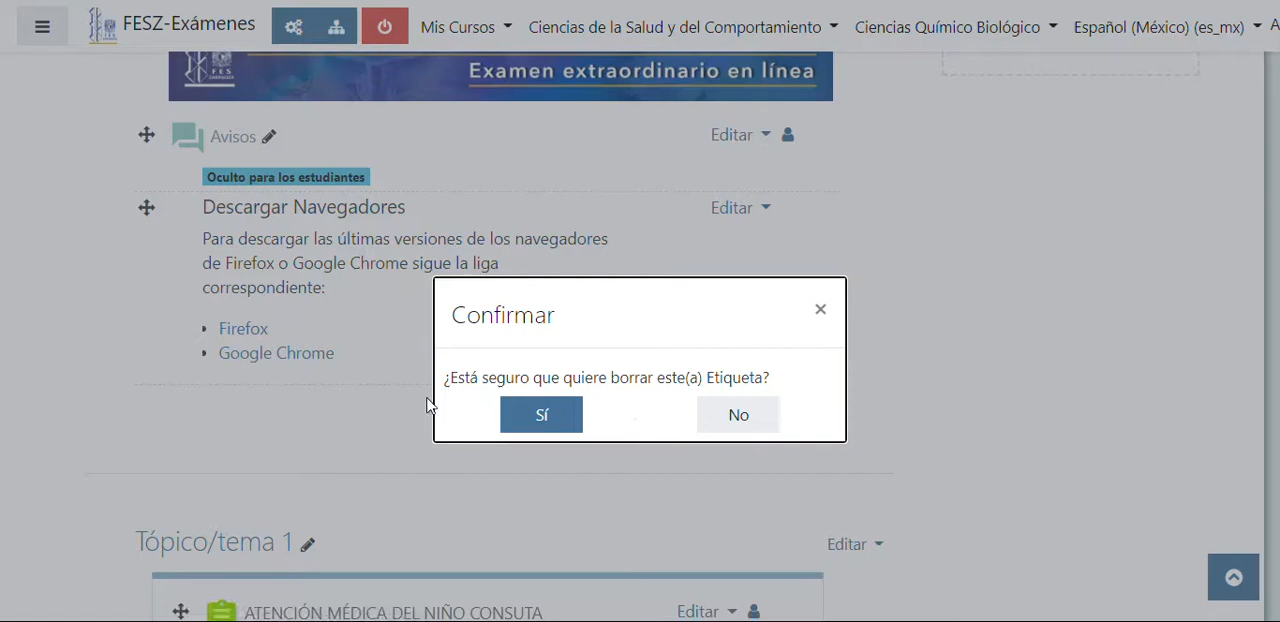 FESZ-Exámenes
Mis Cursos
Ciencias de la Salud y del Comportamiento
Ciencias Químico Biológico
Español (México) (es_mx)
A
FES
Examen extraordinario en línea
Avisos
Editar
Oculto para los estudiantes
Descargar Navegadores
Editar
Para descargar las últimas versiones de los navegadores
de Firefox o Google Chrome sigue la liga
correspondiente:
Firefox
Google Chrome
Confirmar
×
¿Está seguro que quiere borrar este(a) Etiqueta?
Sí
No
Tópico/tema 1
Editar
ATENCIÓN MÉDICA DEL NIÑO CONSUTA
Editar